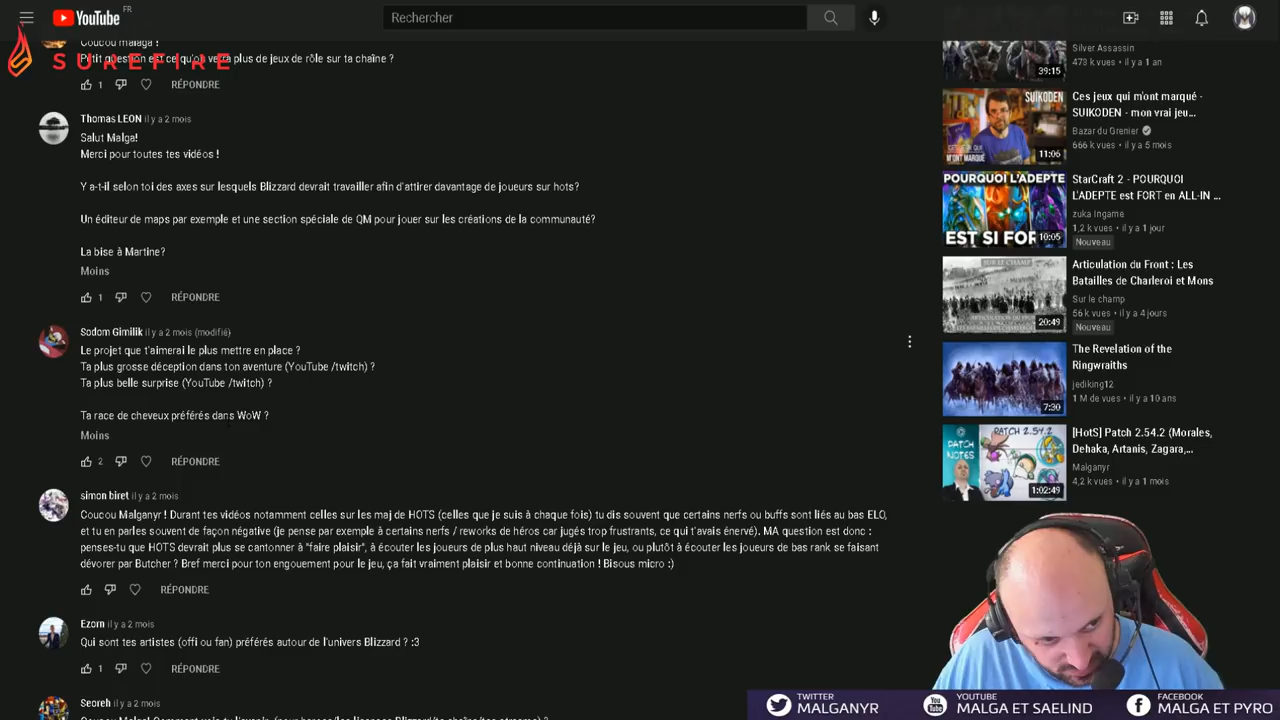 YouTube FR
Rechercher
SUREFIRE
Coucou malaga !
Petit question est ce qu'on verra plus de jeux de rôle sur ta chaîne ?
1 RÉPONDRE
Thomas LEON il y a 2 mois
Salut Malga!
Merci pour toutes tes vidéos !
Y a-t-il selon toi des axes sur lesquels Blizzard devrait travailler afin d'attirer davantage de joueurs sur hots?
Un éditeur de maps par exemple et une section spéciale de QM pour jouer sur les créations de la communauté?
La bise à Martine?
Moins
1 RÉPONDRE
Sodom Gimilik il y a 2 mois (modifié)
Le projet que t'aimerai le plus mettre en place ?
Ta plus grosse déception dans ton aventure (YouTube /twitch) ?
Ta plus belle surprise (YouTube /twitch) ?
Ta race de cheveux préférés dans WoW ?
Moins
2 RÉPONDRE
simon biret il y a 2 mois
Coucou Malganyr ! Durant tes vidéos notamment celles sur les maj de HOTS (celles que je suis à chaque fois) tu dis souvent que certains nerfs ou buffs sont liés au bas ELO,
et tu en parles souvent de façon négative (je pense par exemple à certains nerfs / reworks de héros car jugés trop frustrants, ce qui t'avais énervé). MA question est donc :
penses-tu que HOTS devrait plus se cantonner à "faire plaisir", à écouter les joueurs de plus haut niveau déjà sur le jeu, ou plutôt à écouter les joueurs de bas rank se faisant
dévorer par Butcher ? Bref merci pour ton engouement pour le jeu, ça fait vraiment plaisir et bonne continuation ! Bisous micro :)
RÉPONDRE
Ezorn il y a 2 mois
Qui sont tes artistes (offi ou fan) préférés autour de l'univers Blizzard ? :3
1 RÉPONDRE
Seoreh il y a 2 mois
Silver Assassin
473 k vues • il y a 1 an
39:15
SUIKODEN
CES JEUX QUI
M'ONT MARQUÉ
11:06
Ces jeux qui m'ont marqué -
SUIKODEN - mon vrai jeu...
Bazar du Grenier
666 k vues • il y a 5 mois
POURQUOI L'ADEPTE
EST SI FOR
10:05
StarCraft 2 - POURQUOI
L'ADEPTE est FORT en ALL-IN ...
zuka Ingame
1,2 k vues • il y a 1 jour
Nouveau
SUR LE CHAMP
20:49
Articulation du Front : Les
Batailles de Charleroi et Mons
Sur le champ
56 k vues • il y a 4 jours
Nouveau
7:30
The Revelation of the
Ringwraiths
jediking12
1 M de vues • il y a 10 ans
PATCH 2.54.2
PATCH
NOTES
1:02:49
[HotS] Patch 2.54.2 (Morales,
Dehaka, Artanis, Zagara,...
Malganyr
4,2 k vues • il y a 1 mois
TWITTER
MALGANYR
YOUTUBE
MALGA ET SAELIND
FACEBOOK
MALGA ET PYRO